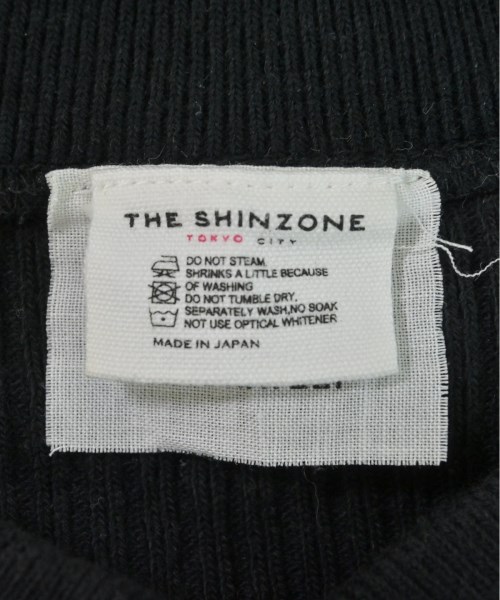 THE SHINZONE
TOKYO CITY
DO NOT STEAM
SHRINKS A LITTLE BECAUSE
OF WASHING
DO NOT TUMBLE DRY,
SEPARATELY WASH,NO SOAK
NOT USE OPTICAL WHITENER
MADE IN JAPAN